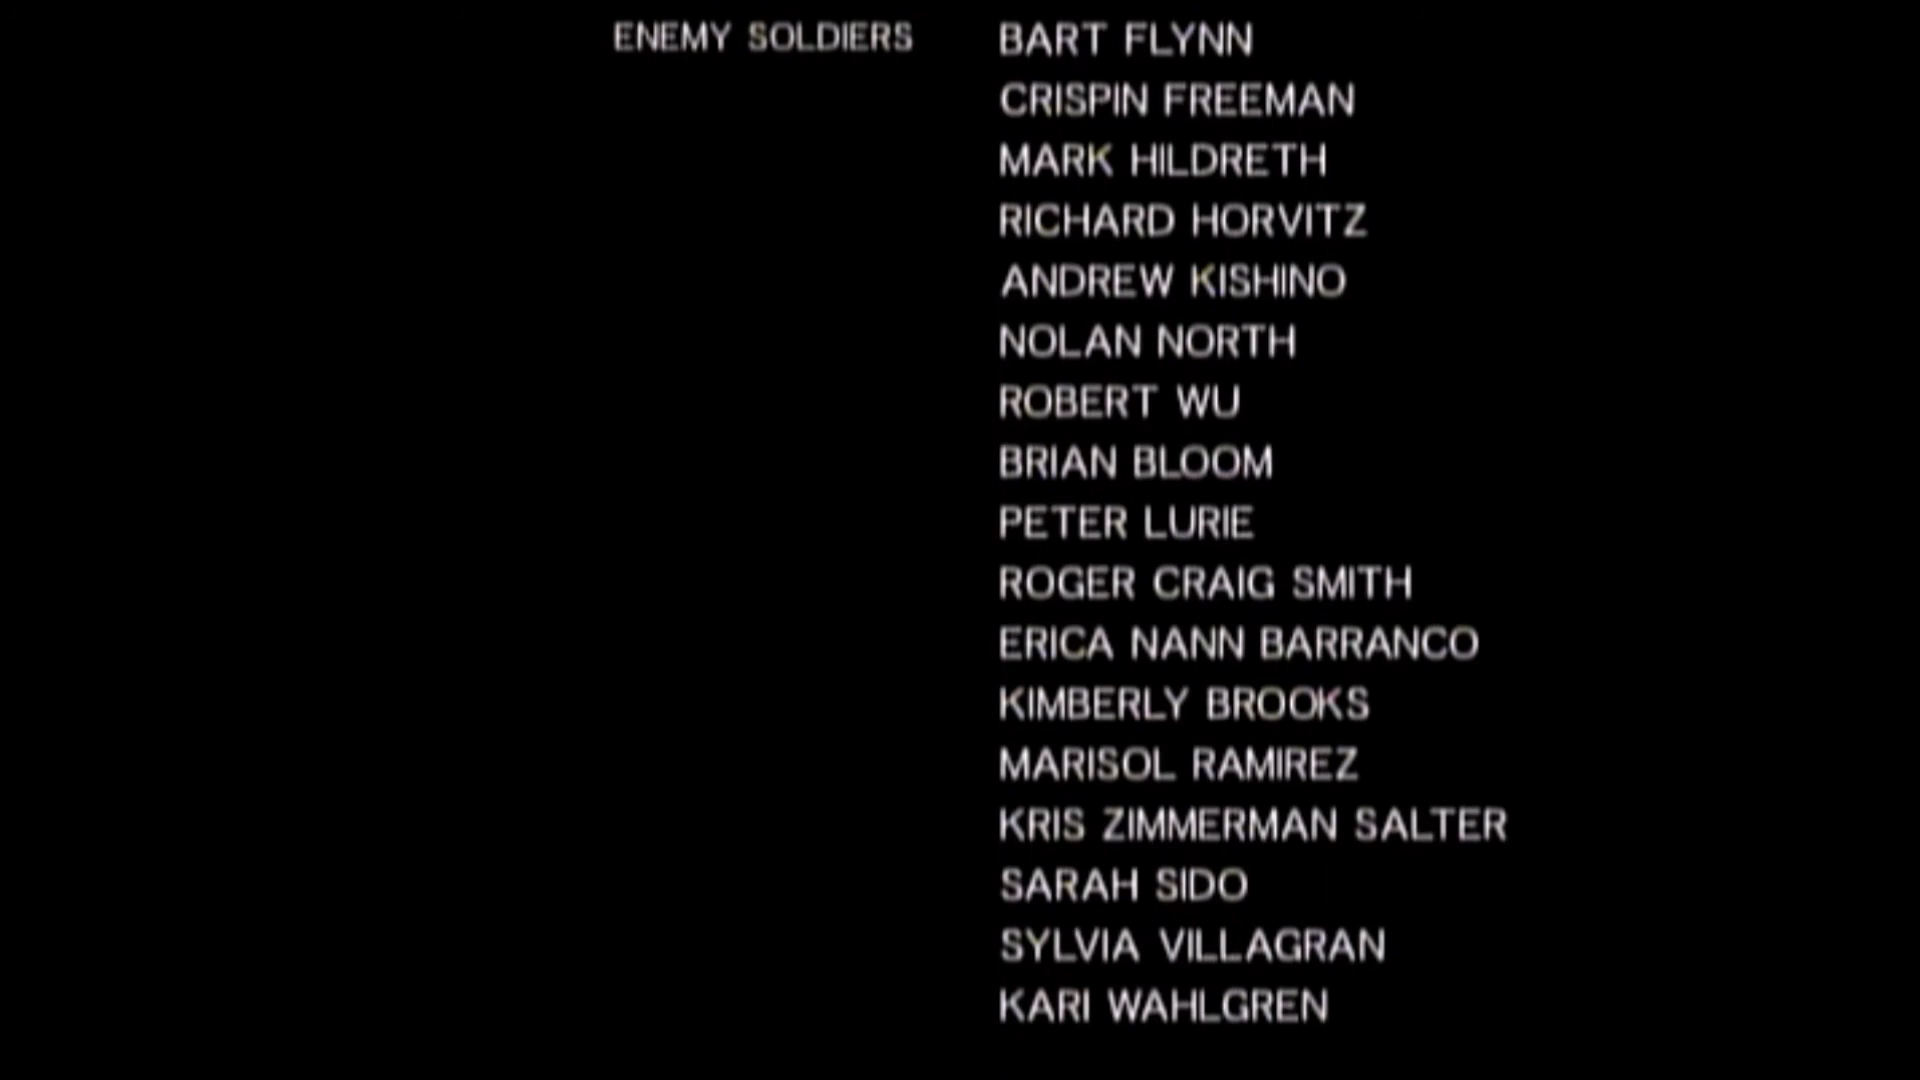 ENEMY SOLDIERS BART FLYNN
CRISPIN FREEMAN
MARK HILDRETH
RICHARD HORVITZ
ANDREW KISHINO
NOLAN NORTH
ROBERT WU
BRIAN BLOOM
PETER LURIE
ROGER CRAIG SMITH
ERICA NANN BARRANCO
KIMBERLY BROOKS
MARISOL RAMIREZ
KRIS ZIMMERMAN SALTER
SARAH SIDO
SYLVIA VILLAGRAN
KARI WAHLGREN